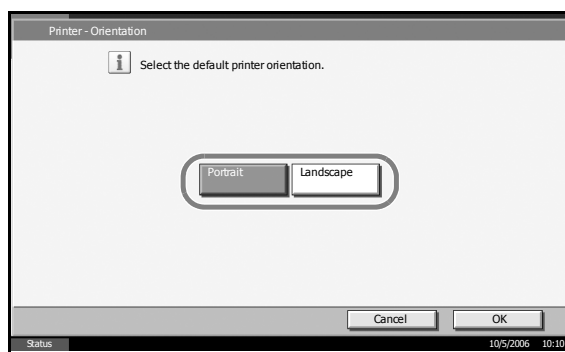 Printer - Orientation
i Select the default printer orientation.
Portrait Landscape
Cancel OK
Status 10/5/2006 10:10